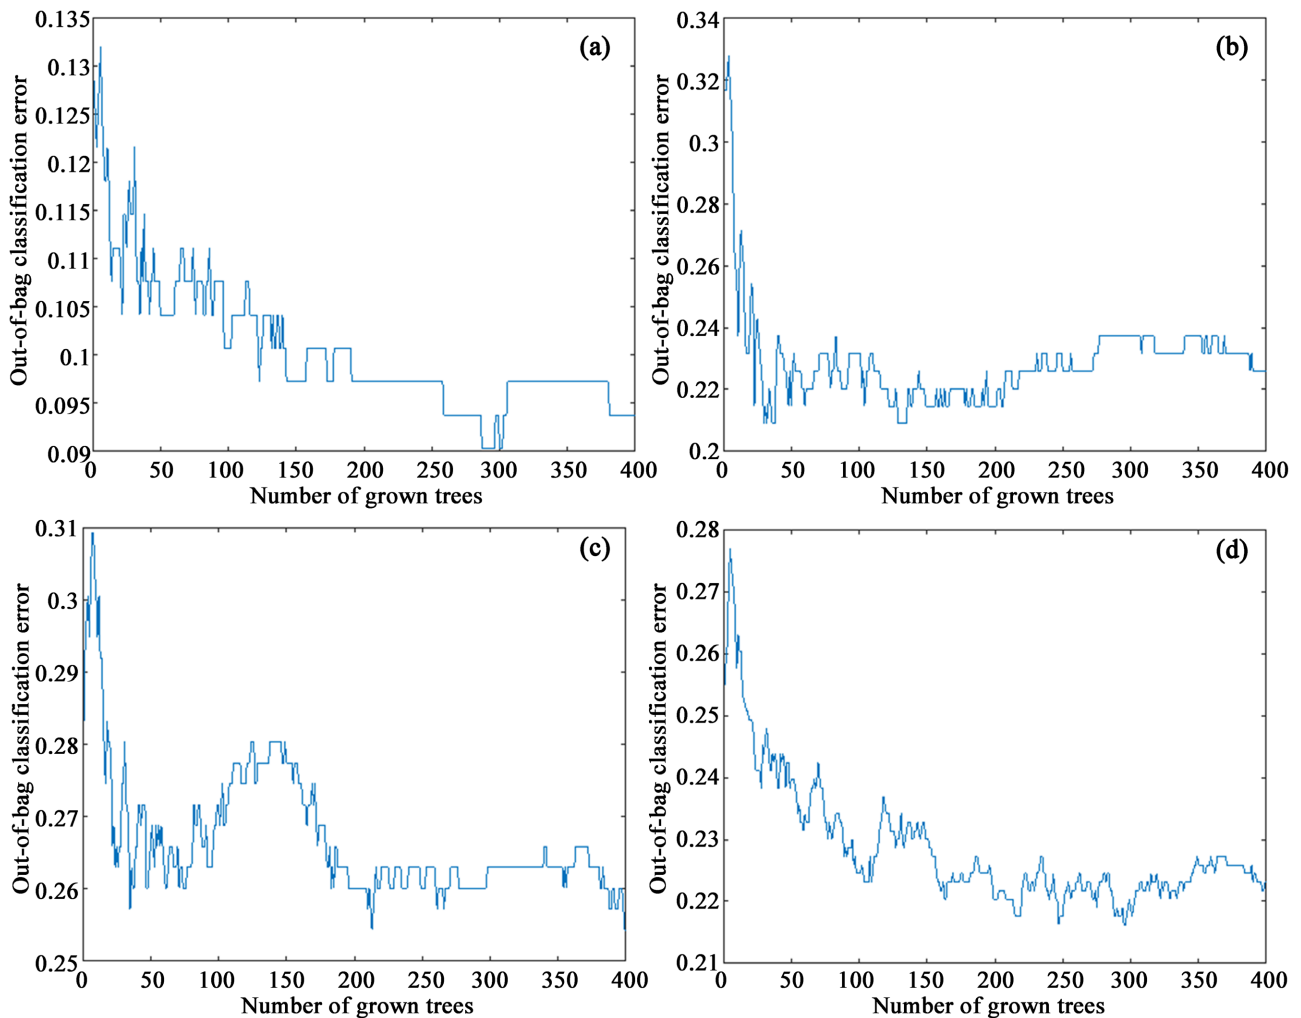 (a)
Out-of-bag classification error
0.135
0.13
0.125
0.12
0.115
0.11
0.105
0.1
0.095
0.09
0 50 100 150 200 250 300 350 400
Number of grown trees
(b)
Out-of-bag classification error
0.34
0.32
0.3
0.28
0.26
0.24
0.22
0.2
0 50 100 150 200 250 300 350 400
Number of grown trees
(c)
Out-of-bag classification error
0.31
0.3
0.29
0.28
0.27
0.26
0.25
0 50 100 150 200 250 300 350 400
Number of grown trees
(d)
Out-of-bag classification error
0.28
0.27
0.26
0.25
0.24
0.23
0.22
0.21
0 50 100 150 200 250 300 350 400
Number of grown trees